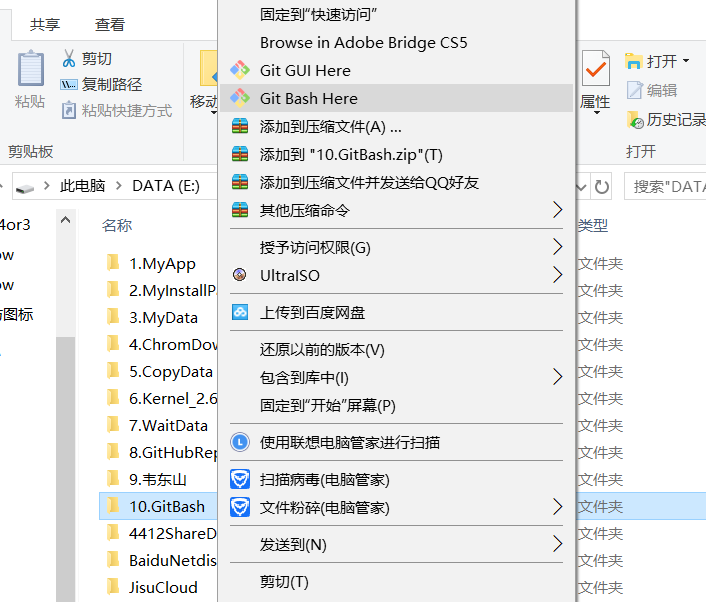 共享 查看
粘贴
剪切
复制路径
粘贴快捷方式
移动
剪贴板
属性
打开
编辑
历史记录
打开
此电脑 DATA (E:)
搜索"DATA
4or3
ow
ow
图标
名称
类型
1.MyApp 文件夹
2.MyInstallP 文件夹
3.MyData 文件夹
4.ChromDow 文件夹
5.CopyData 文件夹
6.Kernel_2.6 文件夹
7.WaitData 文件夹
8.GitHubRep 文件夹
9.韦东山 文件夹
10.GitBash 文件夹
4412ShareD 文件夹
BaiduNetdis 文件夹
JisuCloud 文件夹
固定到"快速访问"
Browse in Adobe Bridge CS5
Git GUI Here
Git Bash Here
添加到压缩文件(A) ...
添加到 "10.GitBash.zip"(T)
添加到压缩文件并发送给QQ好友
其他压缩命令
授予访问权限(G)
UltraISO
上传到百度网盘
还原以前的版本(V)
包含到库中(I)
固定到"开始"屏幕(P)
使用联想电脑管家进行扫描
扫描病毒(电脑管家)
文件粉碎(电脑管家)
发送到(N)
剪切(T)